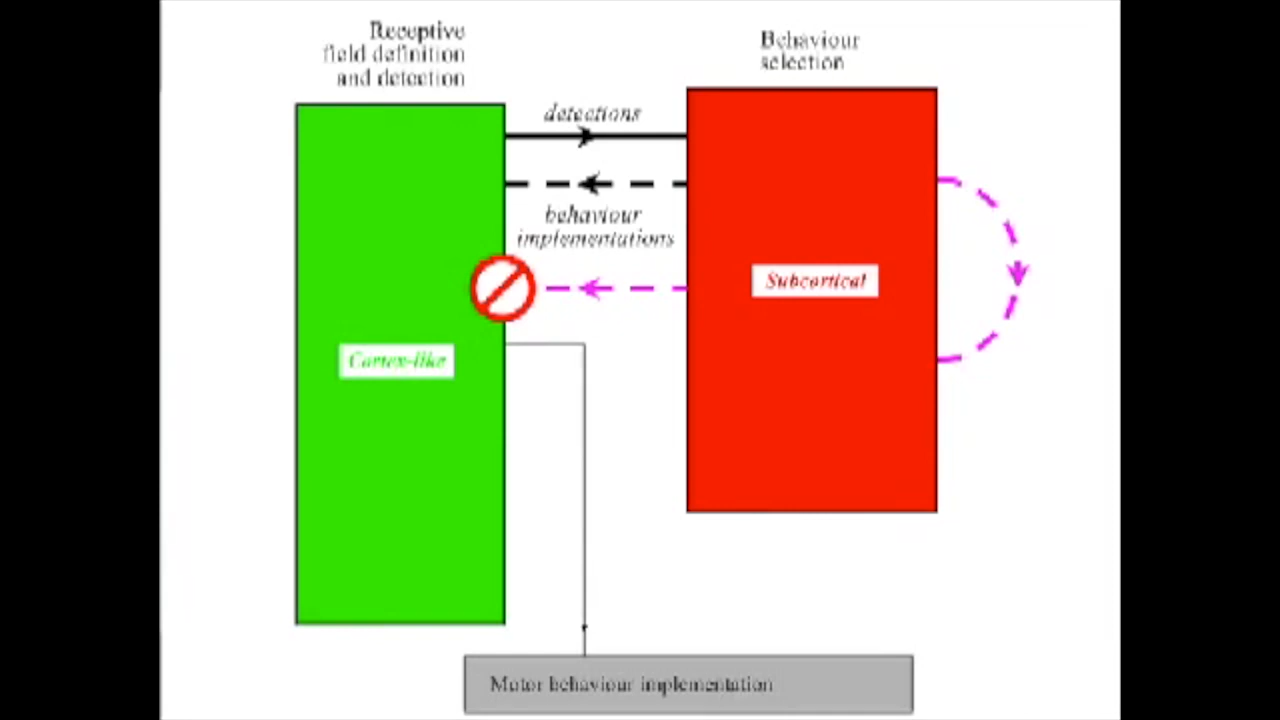 Receptive
field definition
and detection
Behaviour
selection
detections
behaviour
implementations
Subcortical
Cortex-like
Motor behaviour implementation